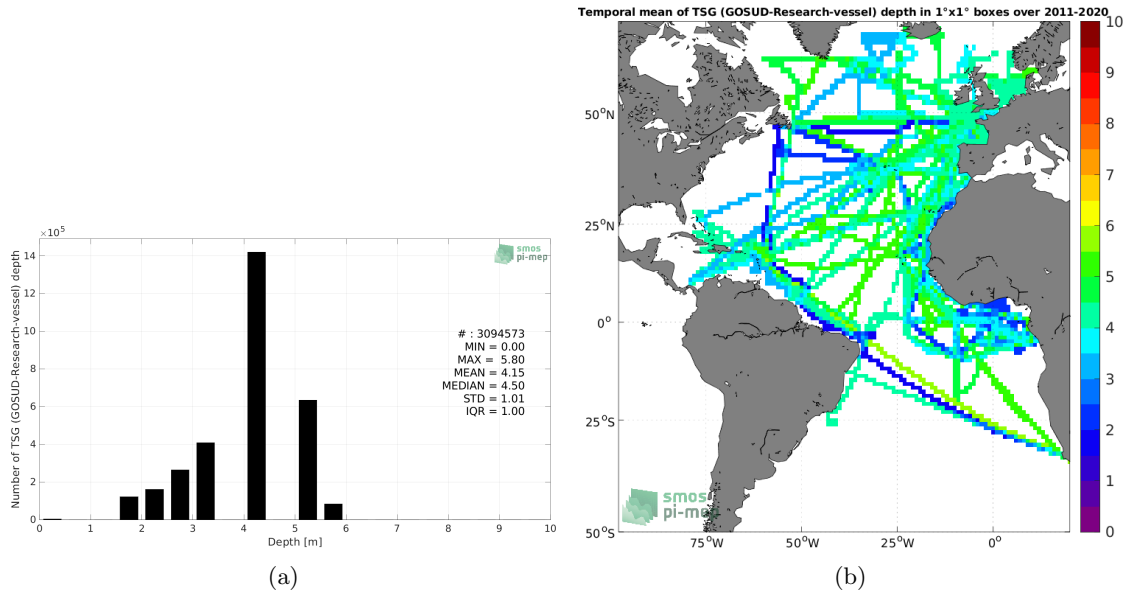 Number of TSG (GOSUD-Research-vessel) depth
×10⁵
14
12
10
8
6
4
2
0
smos
pi-mep
# : 3094573
MIN = 0.00
MAX = 5.80
MEAN = 4.15
MEDIAN = 4.50
STD = 1.01
IQR = 1.00
0 1 2 3 4 5 6 7 8 9 10
Depth [m]
(a)
Temporal mean of TSG (GOSUD-Research-vessel) depth in 1°x1° boxes over 2011-2020
50°N
25°N
0°
25°S
50°S
75°W 50°W 25°W 0°
smos
pi-mep
10
9
8
7
6
5
4
3
2
1
0
(b)